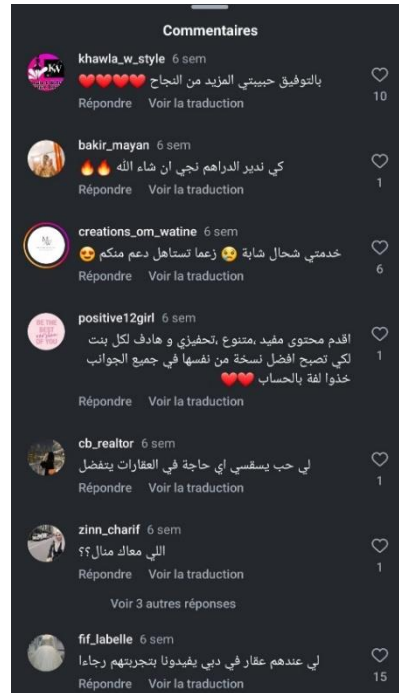 Commentaires
khawla_w_style 6 sem
بالتوفيق حبيبتي المزيد من النجاح ❤️❤️❤️❤️
10
Répondre Voir la traduction
bakir_mayan 6 sem
كي ندير الدراهم نجي ان شاء الله 🔥🔥
1
Répondre Voir la traduction
creations_om_watine 6 sem
خدمتي شحال شابة 😢 زعما تستاهل دعم منكم 😍
6
Répondre Voir la traduction
positive12girl 6 sem
اقدم محتوى مفيد ،متنوع ،تحفيزي و هادف لكل بنت
1
لكي تصبح افضل نسخة من نفسها في جميع الجوانب
خذوا لفة بالحساب ❤️❤️
Répondre Voir la traduction
cb_realtor 6 sem
لي حب يسقسي اي حاجة في العقارات يتفضل
1
Répondre Voir la traduction
zinn_charif 6 sem
اللي معاك منال؟؟
1
Répondre Voir la traduction
Voir 3 autres réponses
fif_labelle 6 sem
لي عندهم عقار في دبي يفيدونا بتجربتهم رجاءا
15
Répondre Voir la traduction